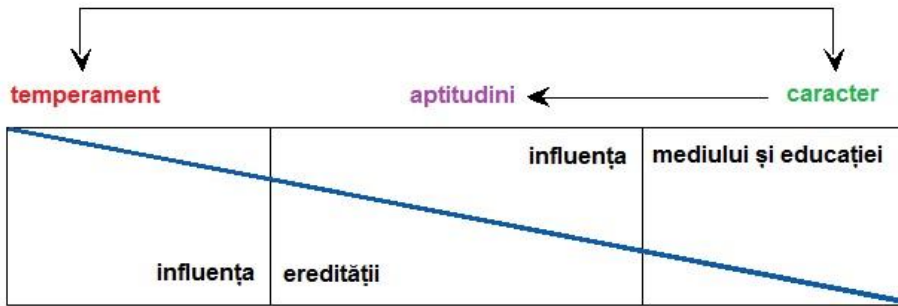 temperament aptitudini caracter
influența mediului și educației
influența eredității